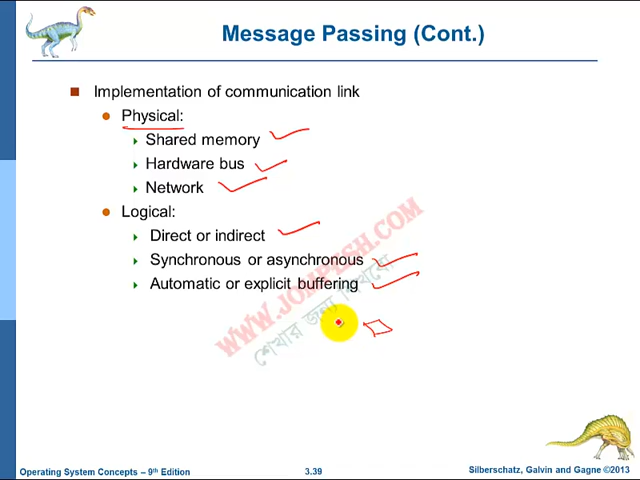 Message Passing (Cont.)
Implementation of communication link
Physical:
Shared memory
Hardware bus
Network
Logical:
Direct or indirect
Synchronous or asynchronous
Automatic or explicit buffering
WWW.JOMPESH.COM
শেখার জন্য শিখবো
Operating System Concepts – 9th Edition
3.39
Silberschatz, Galvin and Gagne ©2013